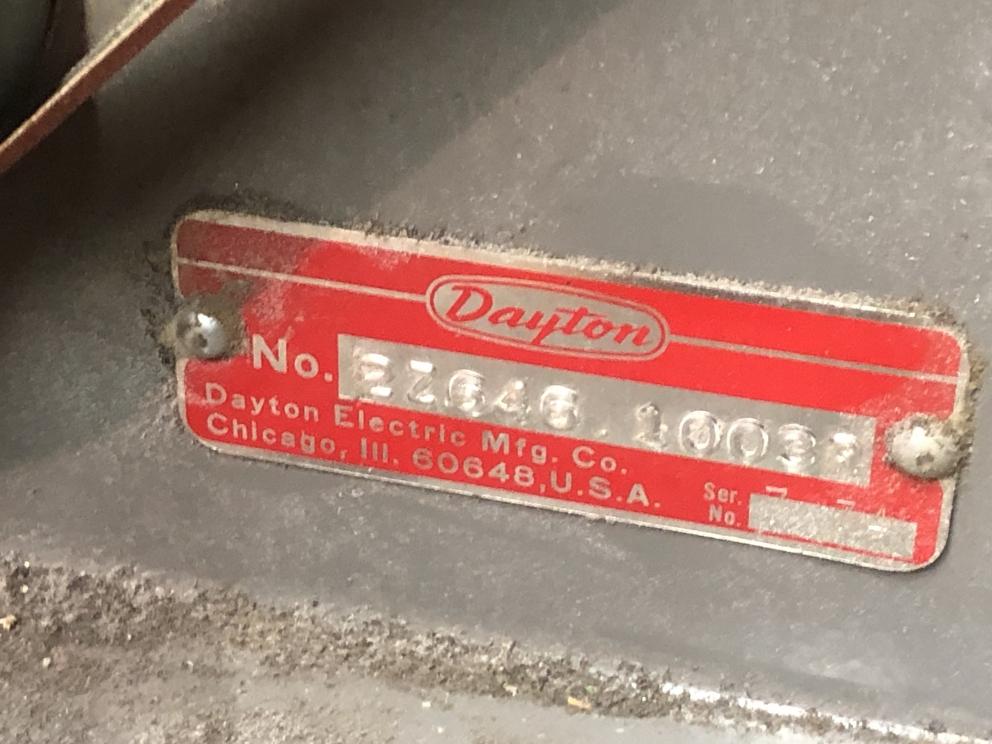 Dayton
No.
Dayton Electric Mfg. Co.
Chicago, Ill. 60648, U.S.A.
Ser.
No.